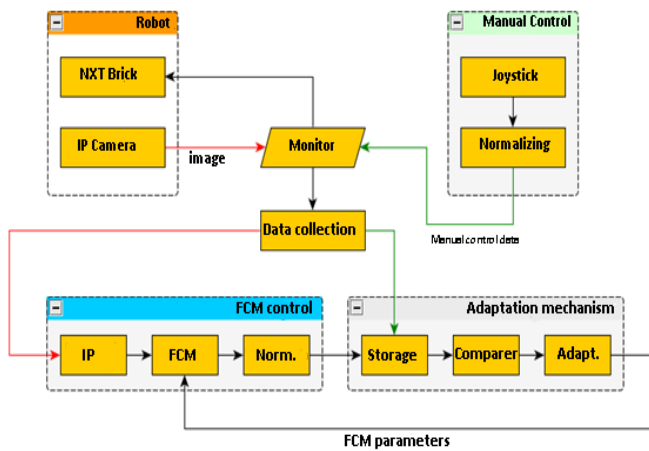 Robot
Manual Control
NXT Brick
Joystick
IP Camera
image
Monitor
Normalizing
Data collection
Manual control data
FCM control
Adaptation mechanism
IP
FCM
Norm.
Storage
Comparer
Adapt.
FCM parameters